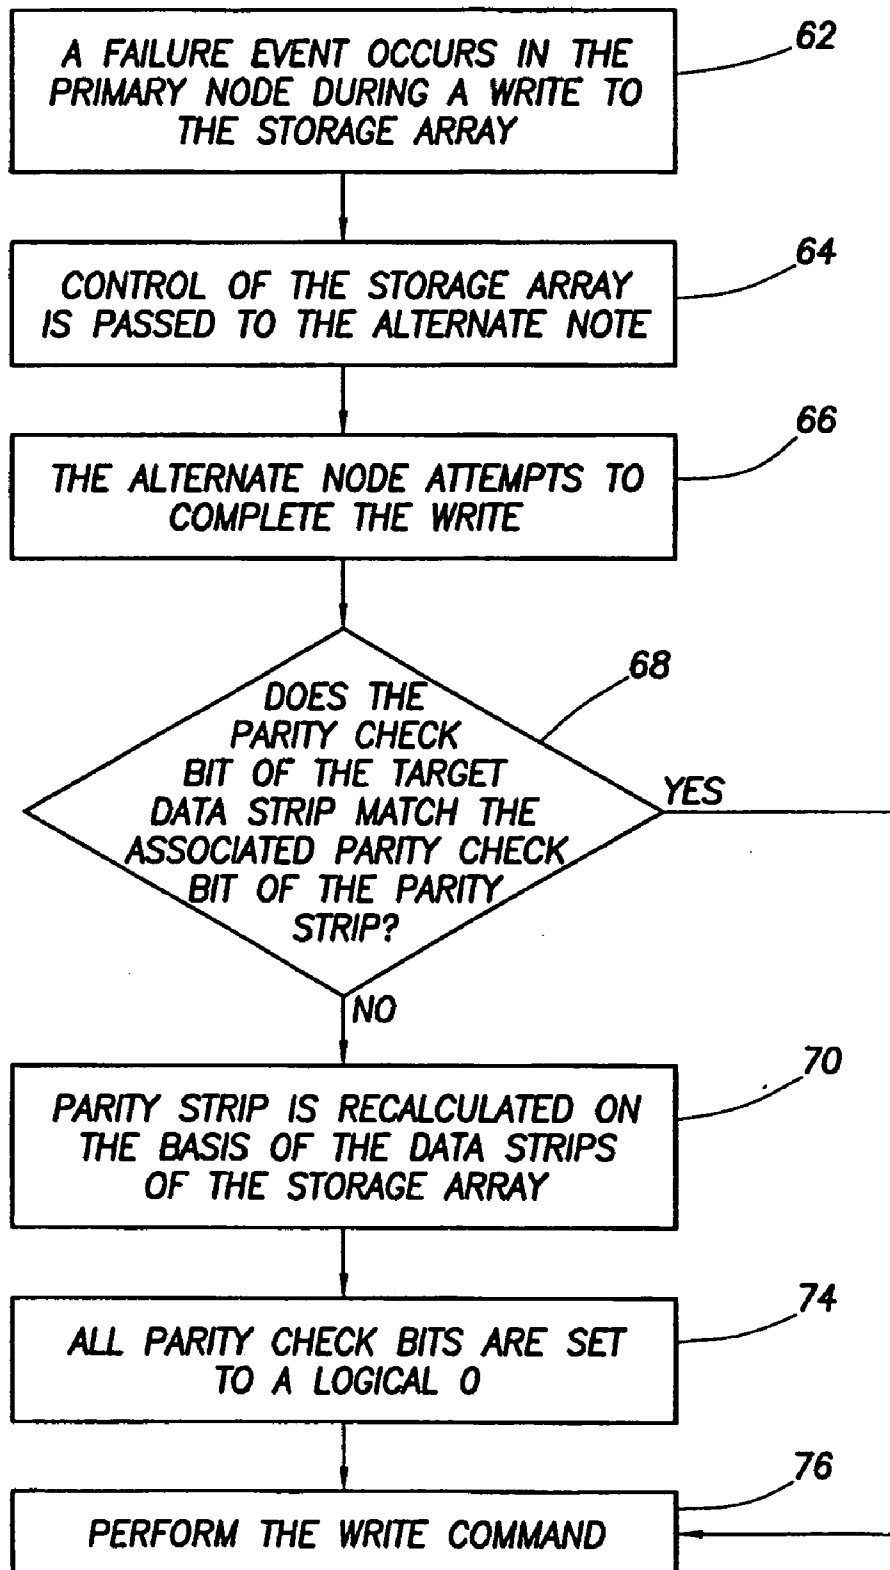 A FAILURE EVENT OCCURS IN THE
PRIMARY NODE DURING A WRITE TO
THE STORAGE ARRAY
62
CONTROL OF THE STORAGE ARRAY
IS PASSED TO THE ALTERNATE NOTE
64
THE ALTERNATE NODE ATTEMPTS TO
COMPLETE THE WRITE
66
DOES THE
PARITY CHECK
BIT OF THE TARGET
DATA STRIP MATCH THE
ASSOCIATED PARITY CHECK
BIT OF THE PARITY
STRIP?
68
YES
NO
PARITY STRIP IS RECALCULATED ON
THE BASIS OF THE DATA STRIPS
OF THE STORAGE ARRAY
70
ALL PARITY CHECK BITS ARE SET
TO A LOGICAL 0
74
PERFORM THE WRITE COMMAND
76